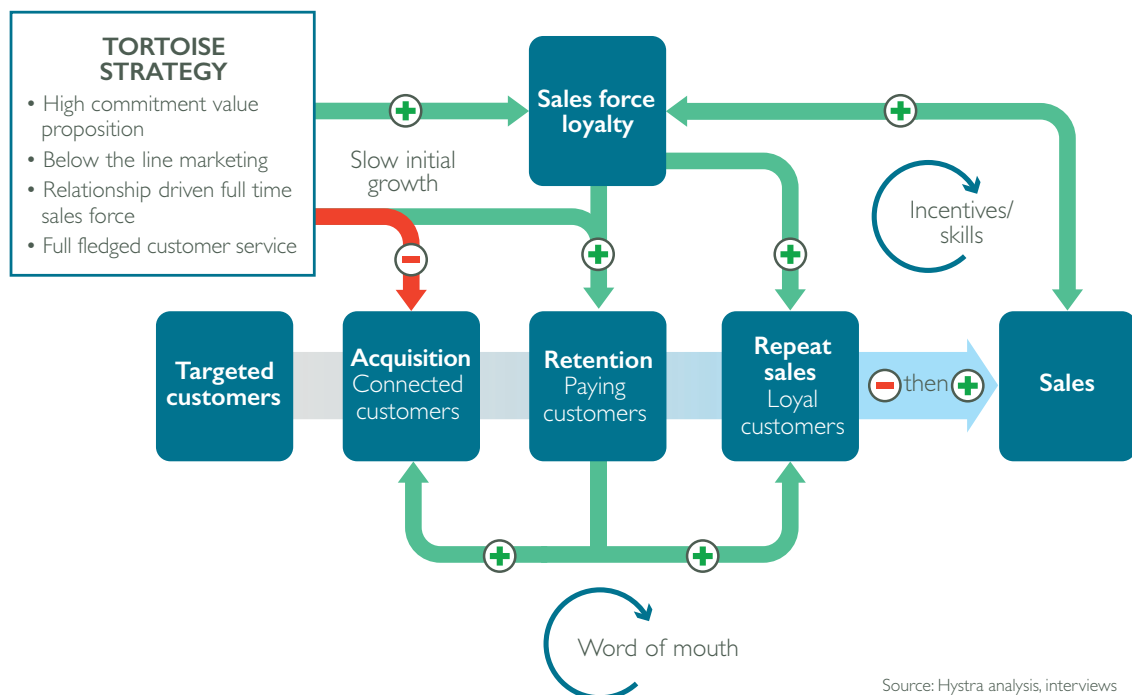 TORTOISE
STRATEGY
• High commitment value
proposition
• Below the line marketing
• Relationship driven full time
sales force
• Full fledged customer service
Slow initial
growth
Sales force
loyalty
Incentives/
skills
Targeted
customers
Acquisition
Connected
customers
Retention
Paying
customers
Repeat
sales
Loyal
customers
then
Sales
Word of mouth
Source: Hystra analysis, interviews